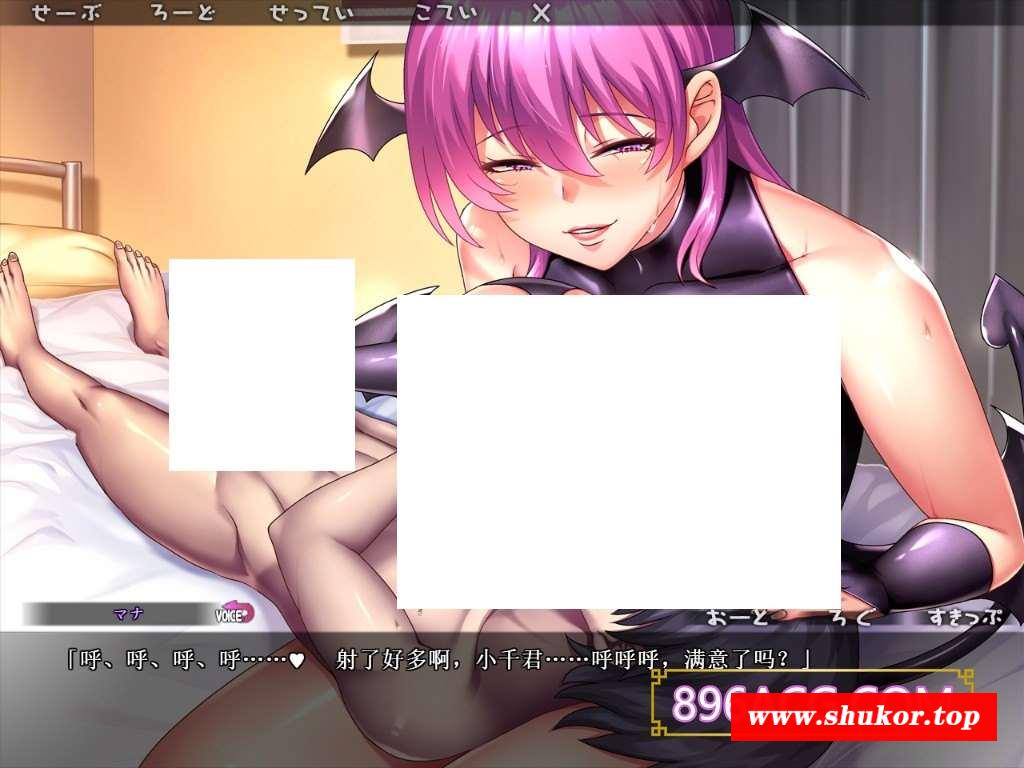 せーぶ ろーど せってい こてい X
マナ VOICE
おーと ろぐ すきっぷ
「呼、呼、呼、呼……♥ 射了好多啊，小千君……呼呼呼，满意了吗？」
www.shukor.top